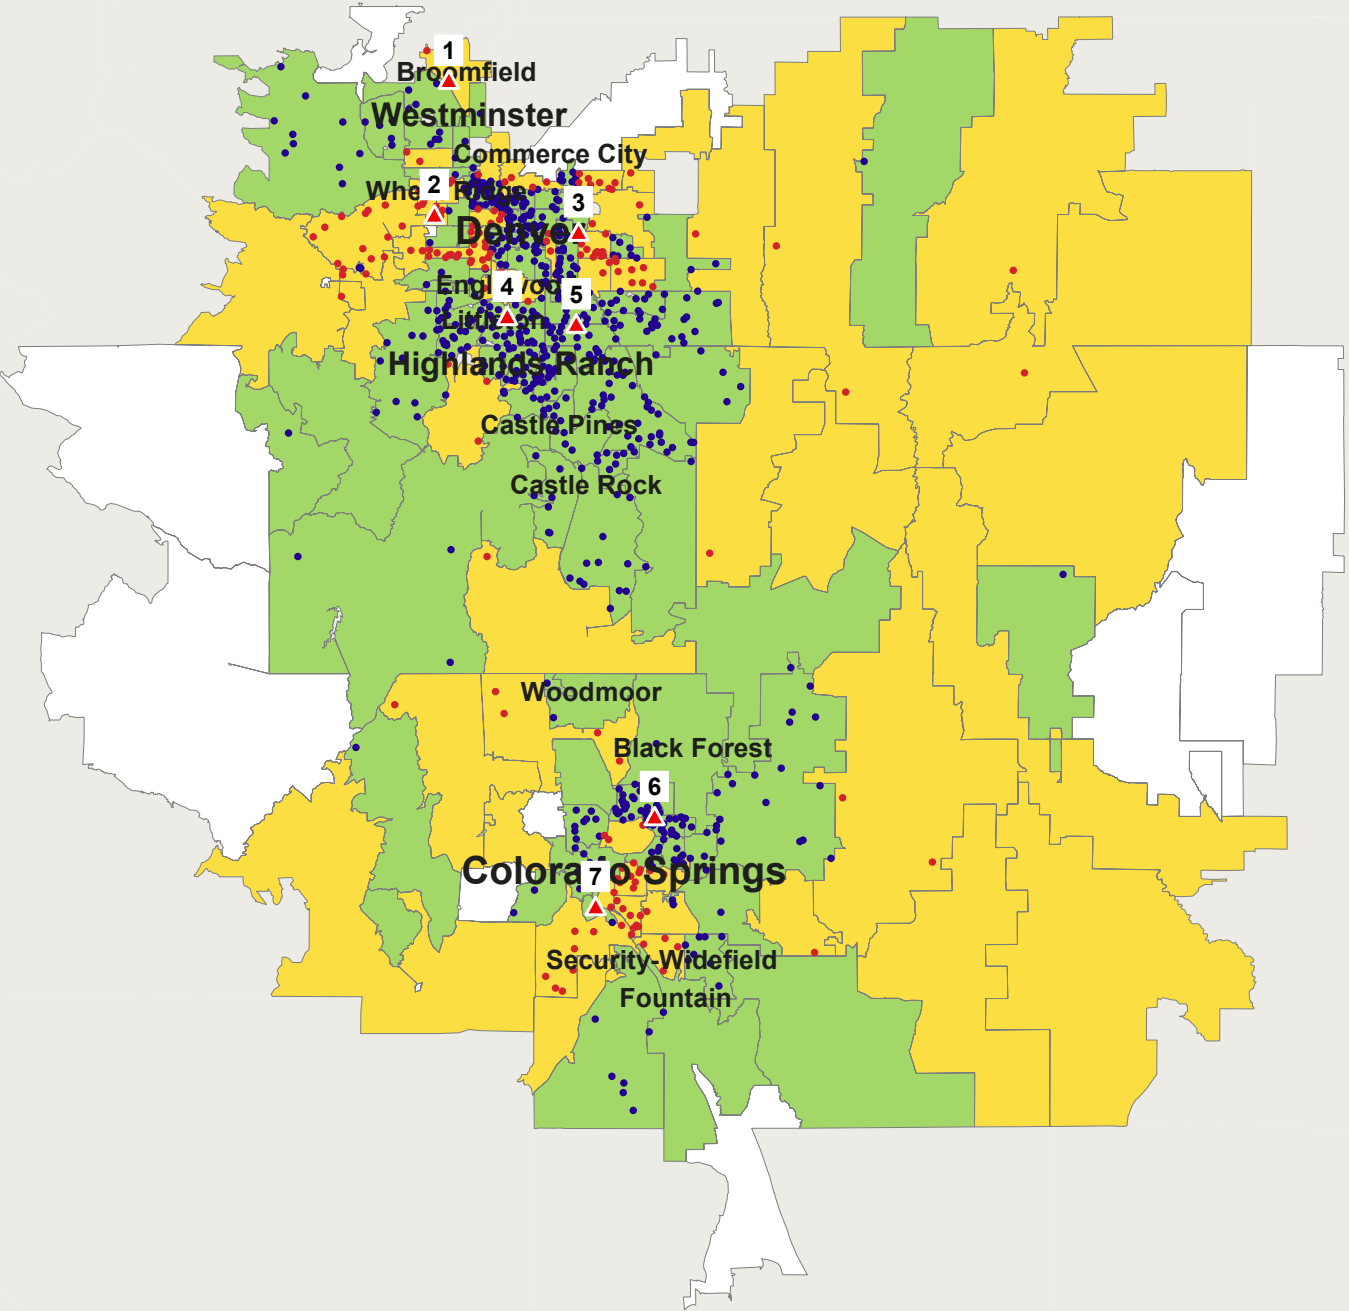 1
Broomfield
Westminster
Commerce City
2
3
Denver
4
5
Highlands Ranch
Castle Pines
Castle Rock
Woodmoor
Black Forest
6
Colorado Springs
7
Security-Widefield
Fountain